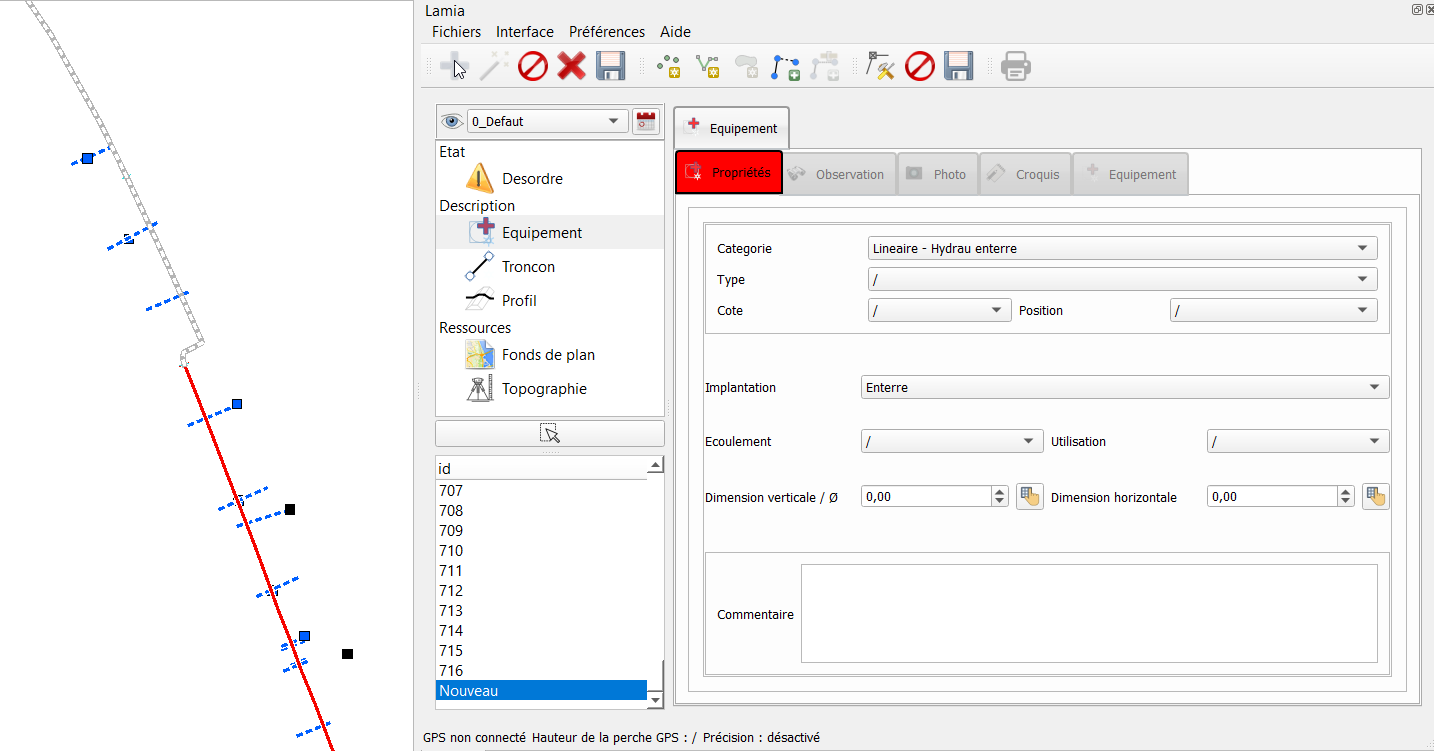 Lamia
Fichiers Interface Préférences Aide
0_Defaut
Etat
Desordre
Description
Equipement
Troncon
Profil
Ressources
Fonds de plan
Topographie
id
707
708
709
710
711
712
713
714
715
716
Nouveau
Equipement
Propriétés Observation Photo Croquis Equipement
Categorie Lineaire - Hydrau enterre
Type /
Cote / Position /
Implantation Enterre
Ecoulement / Utilisation /
Dimension verticale / Ø 0,00 Dimension horizontale 0,00
Commentaire
GPS non connecté Hauteur de la perche GPS : / Précision : désactivé